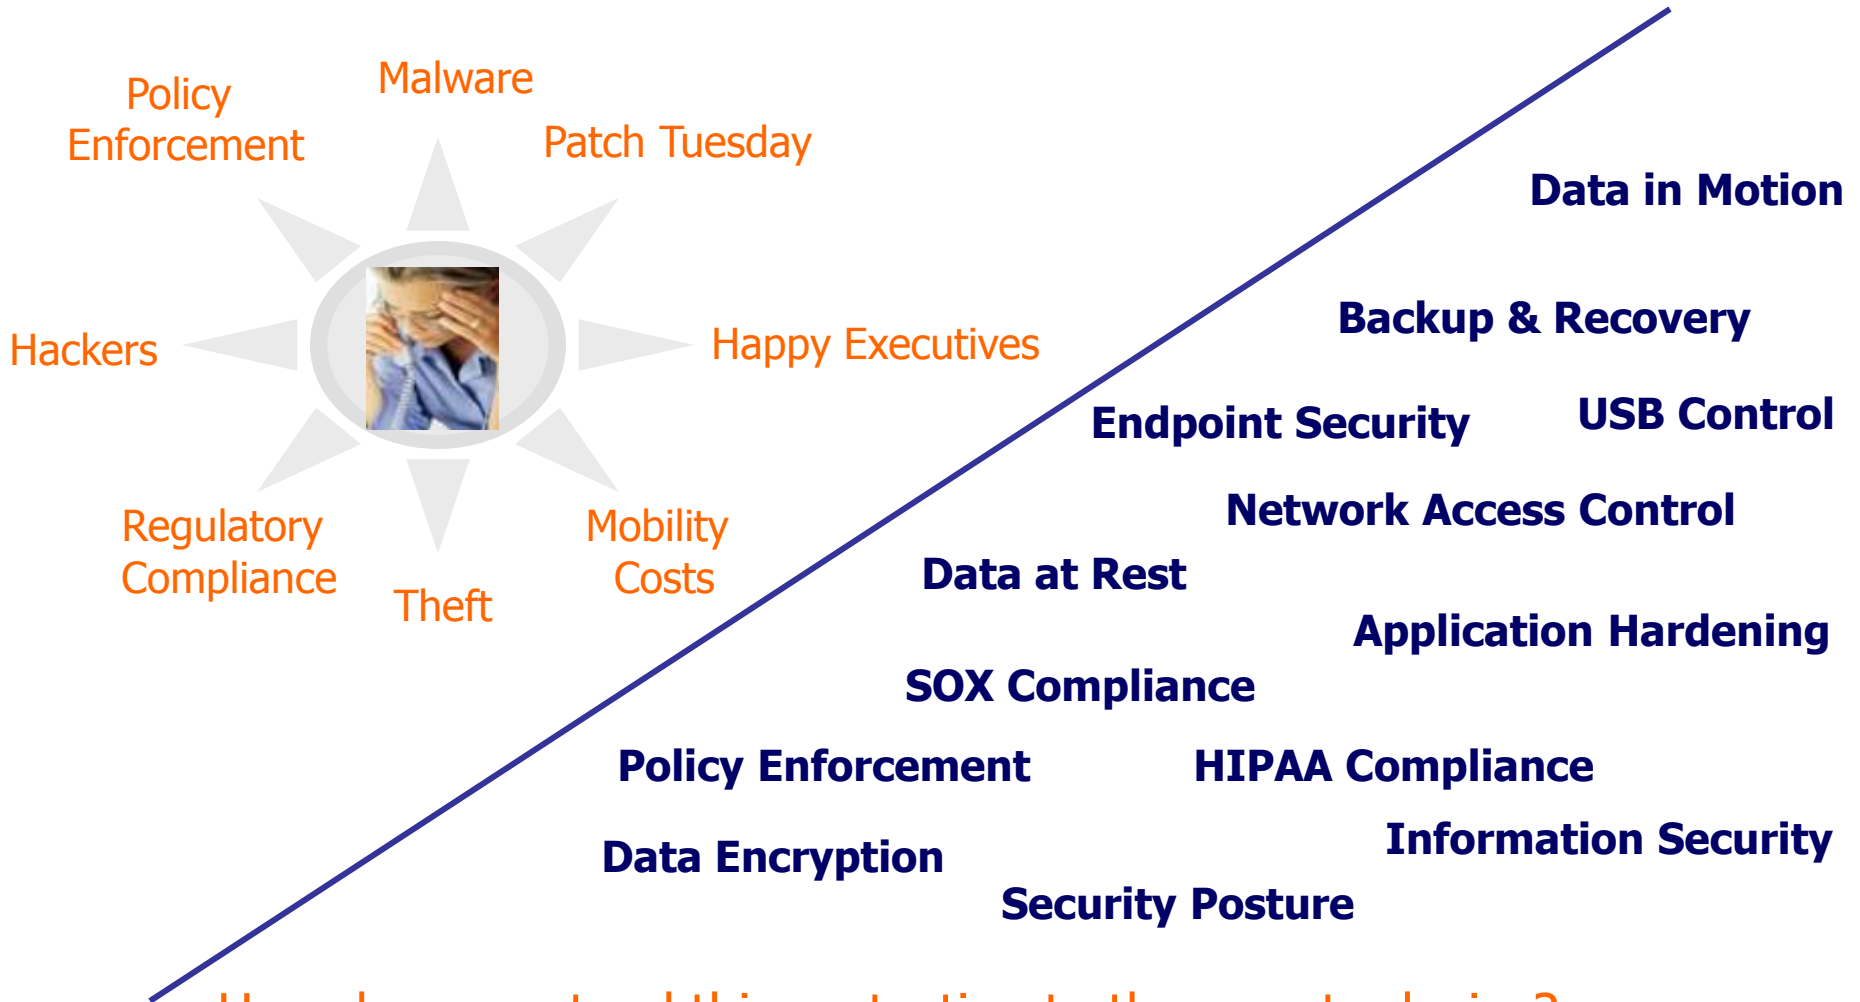 Policy
Enforcement
Malware
Patch Tuesday
Hackers
Happy Executives
Regulatory
Compliance
Theft
Mobility
Costs
Data in Motion
Backup & Recovery
Endpoint Security
USB Control
Network Access Control
Data at Rest
Application Hardening
SOX Compliance
Policy Enforcement
HIPAA Compliance
Information Security
Data Encryption
Security Posture